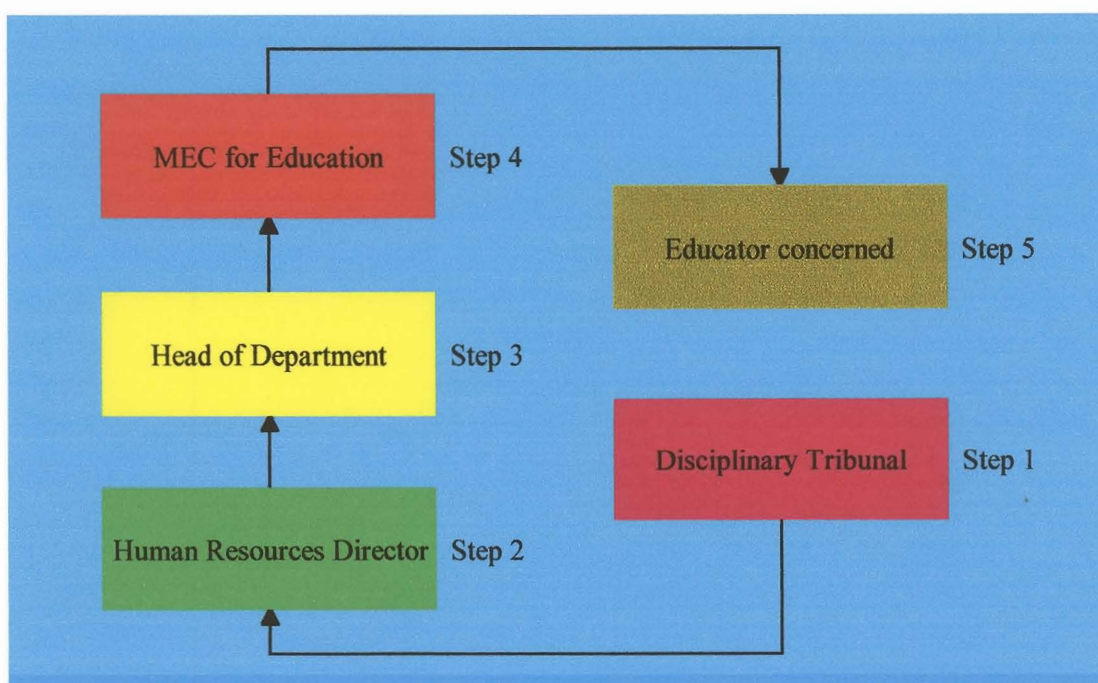 MEC for Education Step 4
Educator concerned Step 5
Head of Department Step 3
Disciplinary Tribunal Step 1
Human Resources Director Step 2